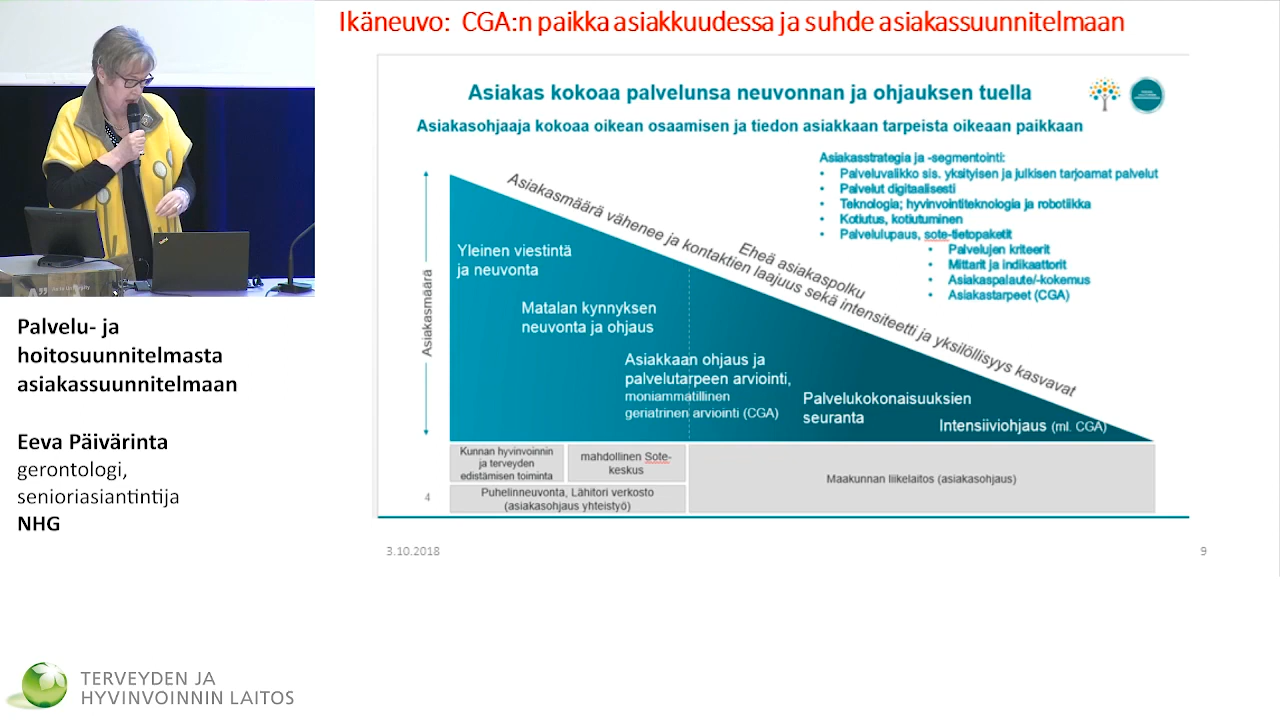 Ikäneuvo: CGA:n paikka asiakkuudessa ja suhde asiakassuunnitelmaan
Asiakas kokoaa palvelunsa neuvonnan ja ohjauksen tuella
Asiakasohjaaja kokoaa oikean osaamisen ja tiedon asiakkaan tarpeista oikeaan paikkaan
Asiakasstrategia ja -segmentointi:
• Palveluvalikko sis. yksityisen ja julkisen tarjoamat palvelut
• Palvelut digitaalisesti
• Teknologia; hyvinvointiteknologia ja robotiikka
• Kotiutus, kotiutuminen
• Palvelulupaus, sote-tietopaketit
• Palvelujen kriteerit
• Mittarit ja indikaattorit
• Asiakaspalaute/-kokemus
• Asiakastarpeet (CGA)
Eheä asiakaspolku
Asiakasmäärä vähenee ja kontaktien laajuus sekä intensiteetti ja yksilöllisyys kasvavat
Asiakasmäärä
Yleinen viestintä
ja neuvonta
Matalan kynnyksen
neuvonta ja ohjaus
Asiakkaan ohjaus ja
palvelutarpeen arviointi,
moniammatillinen
geriatrinen arviointi (CGA)
Palvelukokonaisuuksien
seuranta
Intensiiviohjaus (ml. CGA)
Kunnan hyvinvoinnin
ja terveyden
edistämisen toiminta
mahdollinen Sote-
keskus
Maakunnan liikelaitos (asiakasohjaus)
Puhelinneuvonta, Lähitori verkosto
(asiakasohjaus yhteistyö)
4
3.10.2018
9
Palvelu- ja
hoitosuunnitelmasta
asiakassuunnitelmaan
Eeva Päivärinta
gerontologi,
senioriasiantintija
NHG
TERVEYDEN JA
HYVINVOINNIN LAITOS